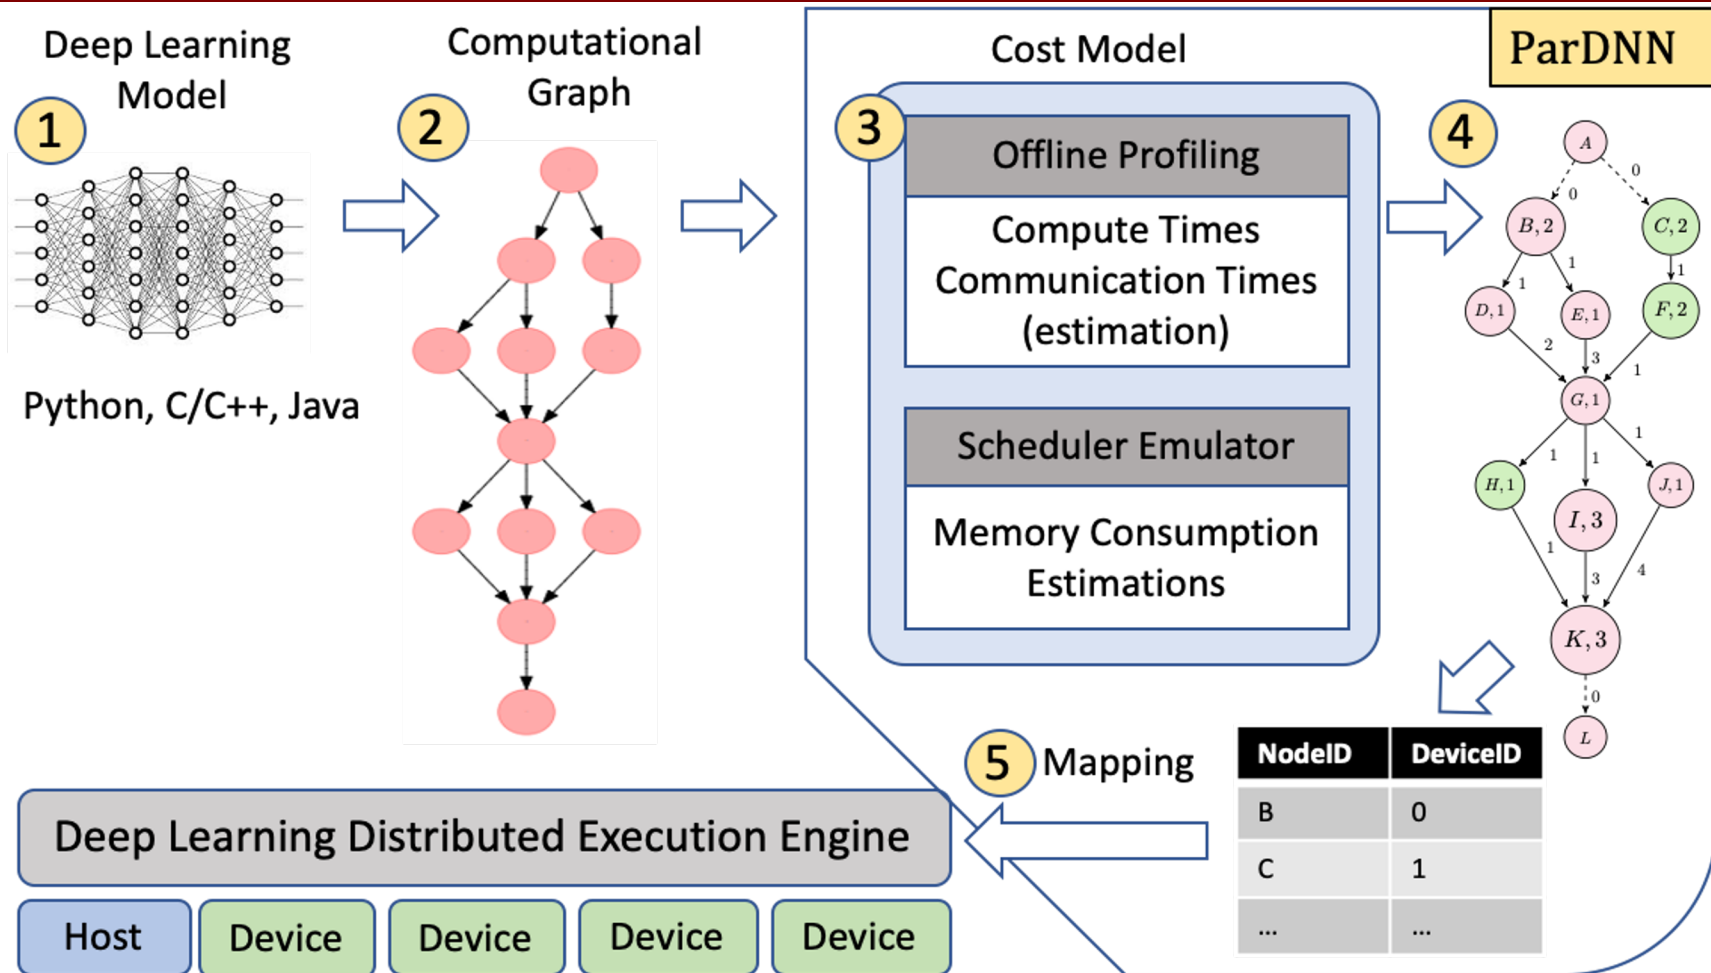 Deep Learning
Model
1
Python, C/C++, Java
Computational
Graph
2
ParDNN
Cost Model
3
Offline Profiling
Compute Times
Communication Times
(estimation)
Scheduler Emulator
Memory Consumption
Estimations
4
A
0
0
B, 2
C, 2
1
1
1
D, 1
E, 1
F, 2
2
3
1
G, 1
1
1
1
H, 1
I, 3
J, 1
1
3
4
K, 3
0
L
5
Mapping
NodeID DeviceID
B 0
C 1
... ...
Deep Learning Distributed Execution Engine
Host Device Device Device Device